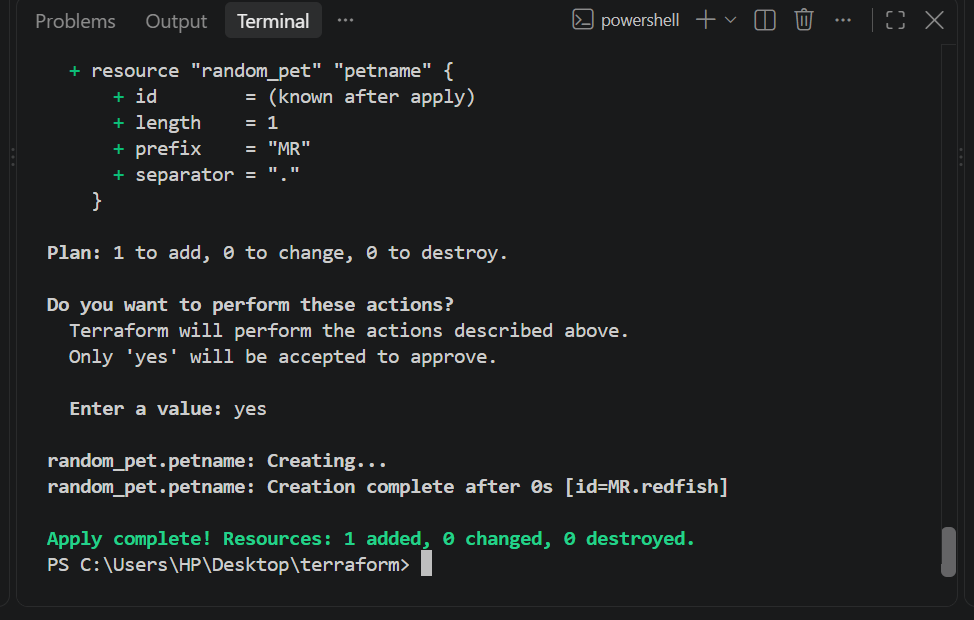 Problems Output Terminal ··· powershell
+ resource "random_pet" "petname" {
+ id = (known after apply)
+ length = 1
+ prefix = "MR"
+ separator = "."
}
Plan: 1 to add, 0 to change, 0 to destroy.
Do you want to perform these actions?
Terraform will perform the actions described above.
Only 'yes' will be accepted to approve.
Enter a value: yes
random_pet.petname: Creating...
random_pet.petname: Creation complete after 0s [id=MR.redfish]
Apply complete! Resources: 1 added, 0 changed, 0 destroyed.
PS C:\Users\HP\Desktop\terraform>